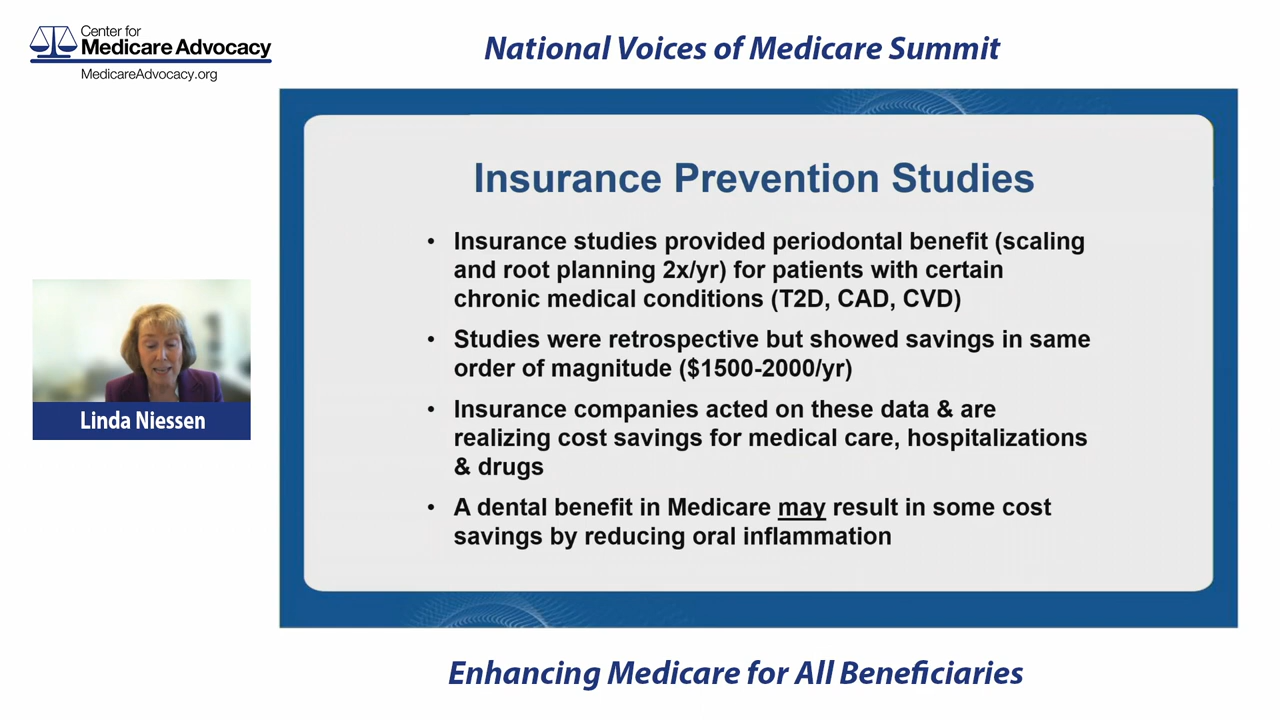 Center for
Medicare Advocacy
MedicareAdvocacy.org
National Voices of Medicare Summit
Insurance Prevention Studies
• Insurance studies provided periodontal benefit (scaling
and root planning 2x/yr) for patients with certain
chronic medical conditions (T2D, CAD, CVD)
• Studies were retrospective but showed savings in same
order of magnitude ($1500-2000/yr)
• Insurance companies acted on these data & are
realizing cost savings for medical care, hospitalizations
& drugs
• A dental benefit in Medicare may result in some cost
savings by reducing oral inflammation
Linda Niessen
Enhancing Medicare for All Beneficiaries